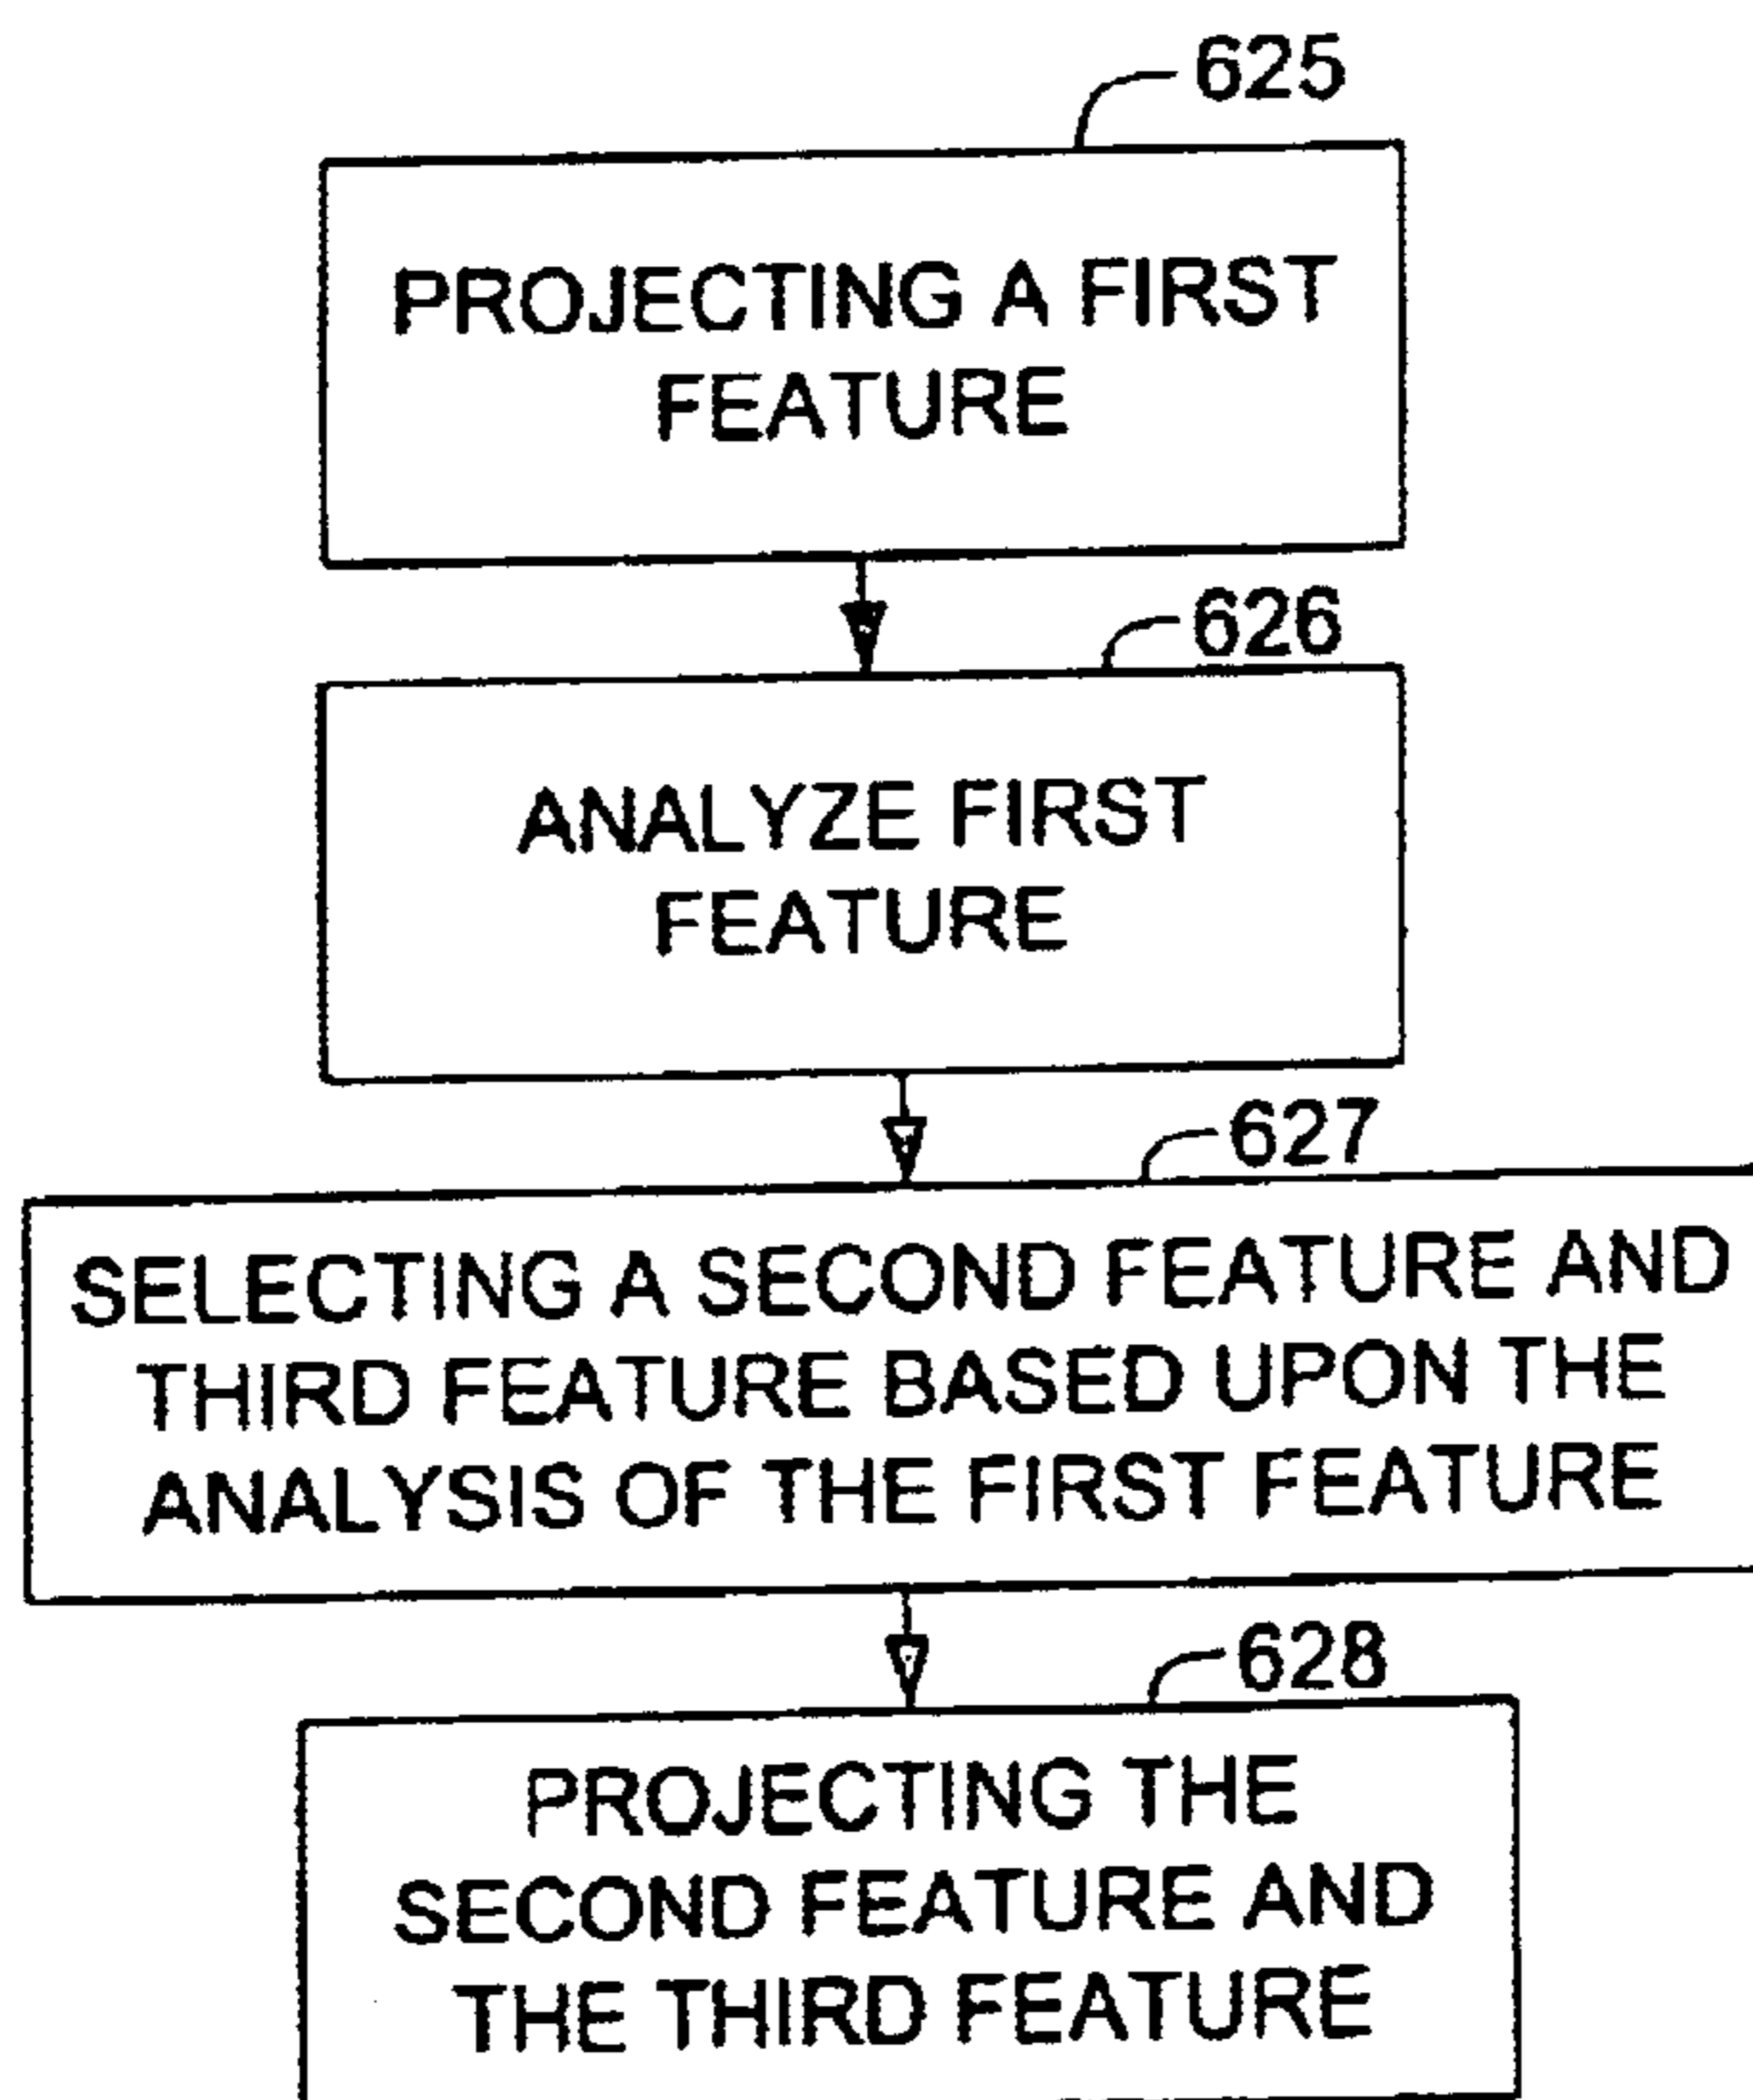 625
PROJECTING A FIRST
FEATURE
626
ANALYZE FIRST
FEATURE
627
SELECTING A SECOND FEATURE AND
THIRD FEATURE BASED UPON THE
ANALYSIS OF THE FIRST FEATURE
628
PROJECTING THE
SECOND FEATURE AND
THE THIRD FEATURE